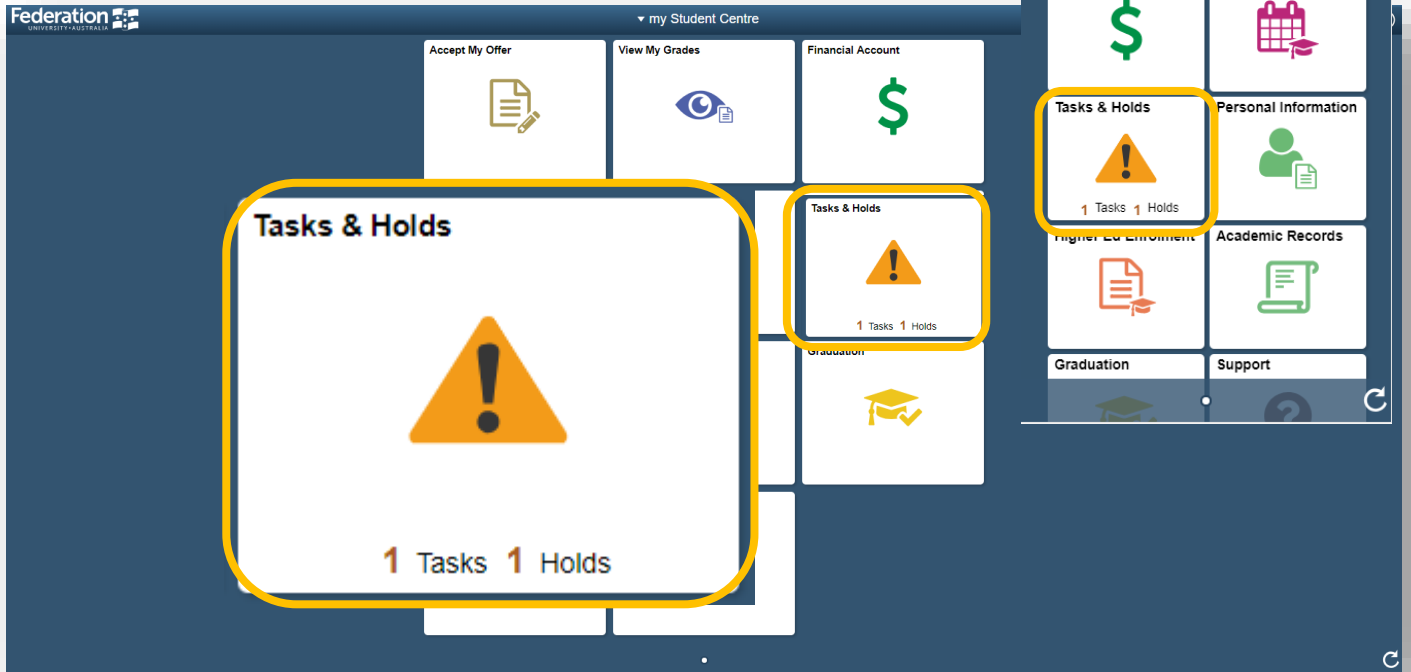 Federation
UNIVERSITY•AUSTRALIA
my Student Centre
Accept My Offer
View My Grades
Financial Account
Tasks & Holds
1 Tasks 1 Holds
Tasks & Holds
1 Tasks 1 Holds
Graduation
Tasks & Holds
1 Tasks 1 Holds
Personal Information
Higher Ed Enrolment
Academic Records
Graduation
Support